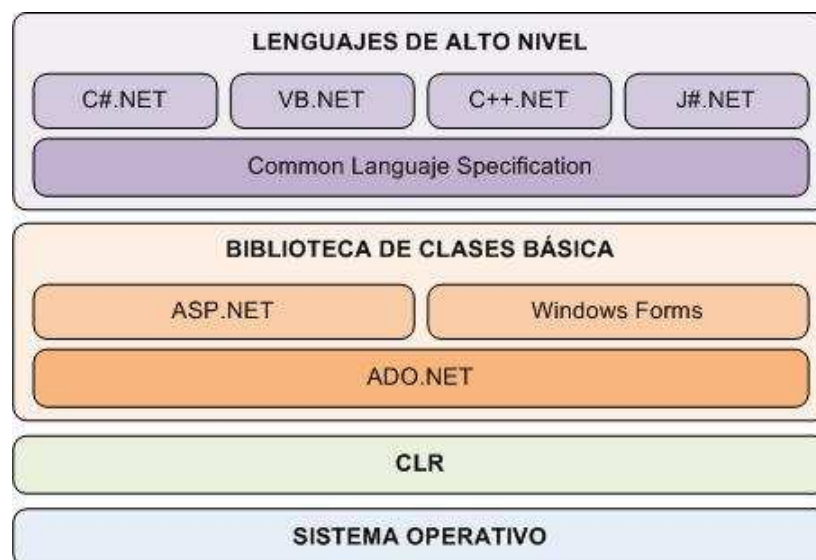 LENGUAJES DE ALTO NIVEL
C#.NET VB.NET C++.NET J#.NET
Common Languaje Specification
BIBLIOTECA DE CLASES BÁSICA
ASP.NET Windows Forms
ADO.NET
CLR
SISTEMA OPERATIVO